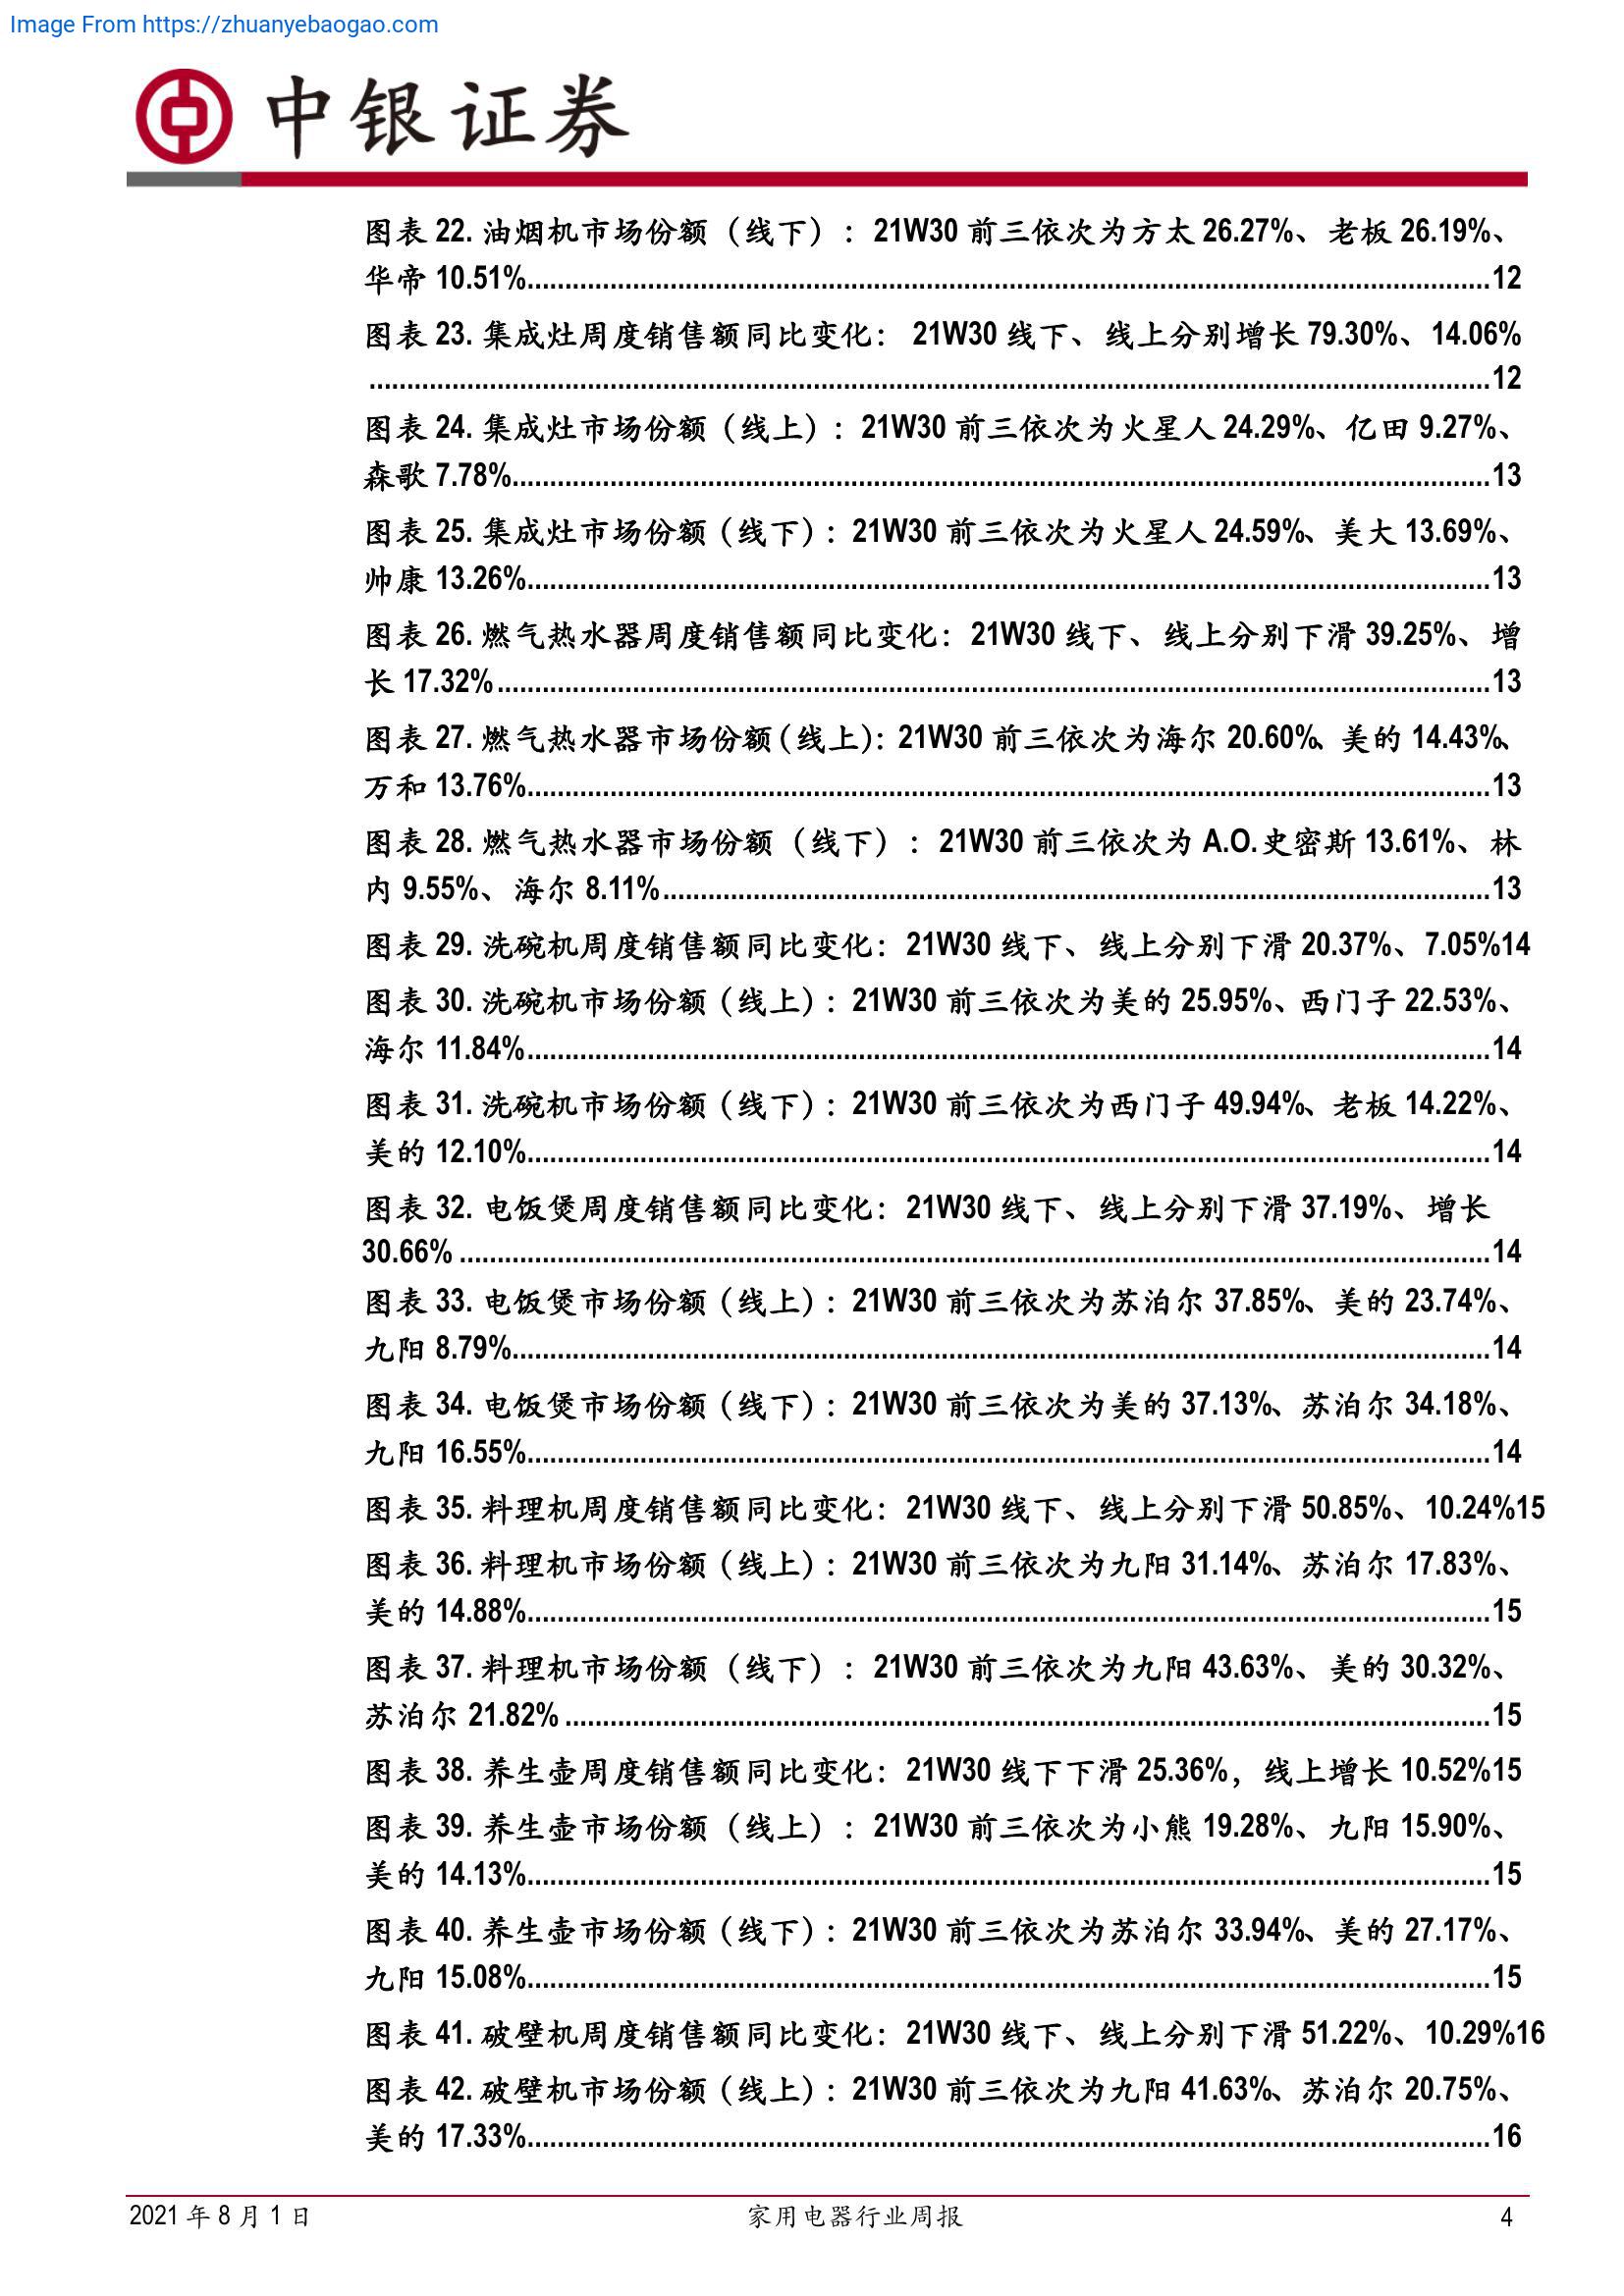 Image From https://zhuanyebaogao.com
中银证券
图表 22. 油烟机市场份额（线下）：21W30 前三依次为方太 26.27%、老板 26.19%、
华帝 10.51%........................................12
图表 23. 集成灶周度销售额同比变化： 21W30 线下、线上分别增长 79.30%、14.06%
........................................12
图表 24. 集成灶市场份额（线上）：21W30 前三依次为火星人 24.29%、亿田 9.27%、
森歌 7.78%........................................13
图表 25. 集成灶市场份额（线下）：21W30 前三依次为火星人 24.59%、美大 13.69%、
帅康 13.26%........................................13
图表 26. 燃气热水器周度销售额同比变化：21W30 线下、线上分别下滑 39.25%、增
长 17.32%........................................13
图表 27. 燃气热水器市场份额（线上）：21W30 前三依次为海尔 20.60%、美的 14.43%、
万和 13.76%........................................13
图表 28. 燃气热水器市场份额（线下）：21W30 前三依次为 A.O.史密斯 13.61%、林
内 9.55%、海尔 8.11%........................................13
图表 29. 洗碗机周度销售额同比变化：21W30 线下、线上分别下滑 20.37%、7.05%14
图表 30. 洗碗机市场份额（线上）：21W30 前三依次为美的 25.95%、西门子 22.53%、
海尔 11.84%........................................14
图表 31. 洗碗机市场份额（线下）：21W30 前三依次为西门子 49.94%、老板 14.22%、
美的 12.10%........................................14
图表 32. 电饭煲周度销售额同比变化：21W30 线下、线上分别下滑 37.19%、增长
30.66% ........................................14
图表 33. 电饭煲市场份额（线上）：21W30 前三依次为苏泊尔 37.85%、美的 23.74%、
九阳 8.79%........................................14
图表 34. 电饭煲市场份额（线下）：21W30 前三依次为美的 37.13%、苏泊尔 34.18%、
九阳 16.55%........................................14
图表 35. 料理机周度销售额同比变化：21W30 线下、线上分别下滑 50.85%、10.24%15
图表 36. 料理机市场份额（线上）：21W30 前三依次为九阳 31.14%、苏泊尔 17.83%、
美的 14.88%........................................15
图表 37. 料理机市场份额（线下）：21W30 前三依次为九阳 43.63%、美的 30.32%、
苏泊尔 21.82% ........................................15
图表 38. 养生壶周度销售额同比变化：21W30 线下下滑 25.36%，线上增长 10.52%15
图表 39. 养生壶市场份额（线上）：21W30 前三依次为小熊 19.28%、九阳 15.90%、
美的 14.13%........................................15
图表 40. 养生壶市场份额（线下）：21W30 前三依次为苏泊尔 33.94%、美的 27.17%、
九阳 15.08%........................................15
图表 41. 破壁机周度销售额同比变化：21W30 线下、线上分别下滑 51.22%、10.29%16
图表 42. 破壁机市场份额（线上）：21W30 前三依次为九阳 41.63%、苏泊尔 20.75%、
美的 17.33%........................................16
2021 年 8 月 1 日 家用电器行业周报 4